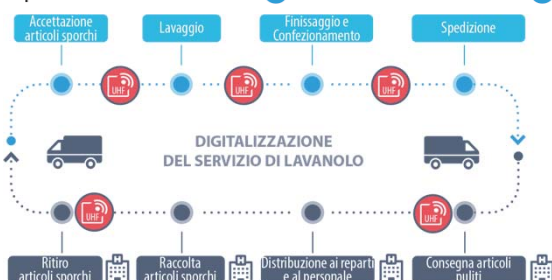 Accettazione
articoli sporchi
Lavaggio
Finissaggio e
Confezionamento
Spedizione
UHF
UHF
UHF
DIGITALIZZAZIONE
DEL SERVIZIO DI LAVANOLO
UHF
UHF
Ritiro
articoli sporchi
H
Raccolta
articoli sporchi
H
Distribuzione ai reparti
e al personale
H
Consegna articoli
puliti
H